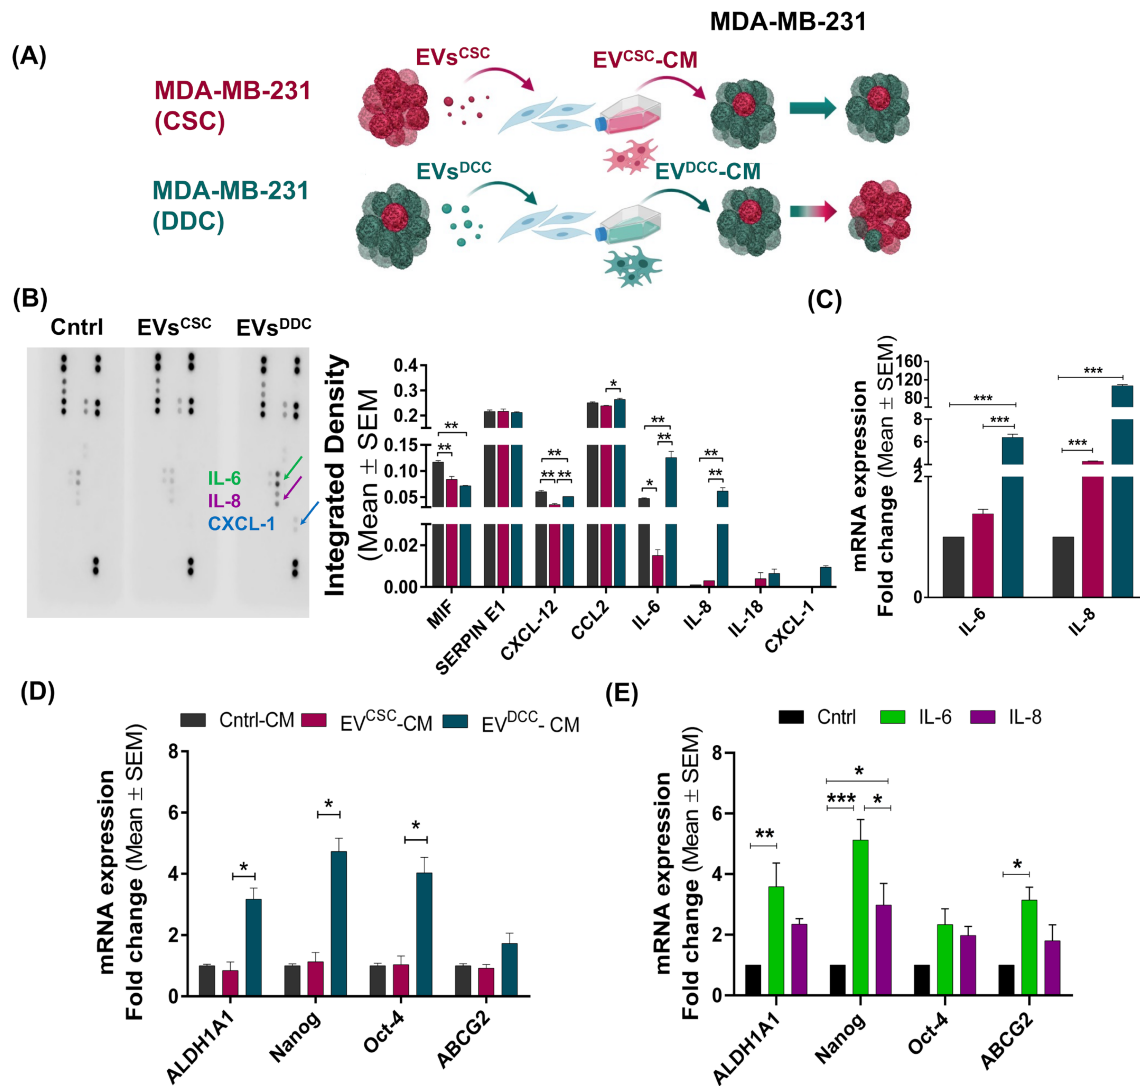 MDA-MB-231
(A)
EVsCSC
EVCSC-CM
MDA-MB-231
(CSC)
EVsDCC
EVDCC-CM
MDA-MB-231
(DDC)
(B)
(C)
Cntrl EVsCSC EVsDDC
IL-6
IL-8
CXCL-1
Integrated Density
(Mean ± SEM)
0.4
0.3
0.2
0.15
0.10
0.05
0.02
0.00
** ** ** ** ** * ** * ** ** **
MIF
SERPIN E1
CXCL-12
CCL2
IL-6
IL-8
IL-18
CXCL-1
mRNA expression
Fold change (Mean ± SEM)
160
120
80
8
6
4
2
0
*** *** *** ***
IL-6
IL-8
(D)
Cntrl-CM EVCSC-CM EVDCC- CM
mRNA expression
Fold change (Mean ± SEM)
8
6
4
2
0
* * *
ALDH1A1
Nanog
Oct-4
ABCG2
(E)
Cntrl IL-6 IL-8
mRNA expression
Fold change (Mean ± SEM)
8
6
4
2
0
** * *** * *
ALDH1A1
Nanog
Oct-4
ABCG2